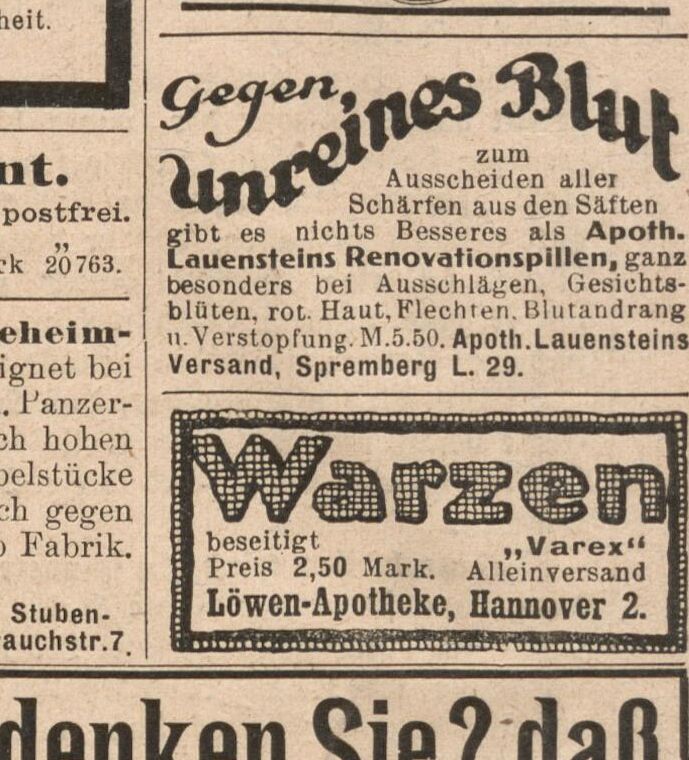 heit.
nt.
postfrei.
„
rk 20763.
eheim-
ignet bei
. Panzer-
ch hohen
belstücke
ch gegen
Fabrik.
Stuben-
auchstr. 7.
Gegen
unreines Blut
zum
Ausscheiden aller
Schärfen aus den Säften
gibt es nichts Besseres als Apoth.
Lauensteins Renovationspillen, ganz
besonders bei Ausschlägen, Gesichts-
blüten, rot. Haut, Flechten. Blutandrang
u. Verstopfung. M. 5.50. Apoth. Lauensteins
Versand, Spremberg L. 29.
Warzen
beseitigt „Varex“
Preis 2,50 Mark. Alleinversand
Löwen-Apotheke, Hannover 2.
denken Sie? daß